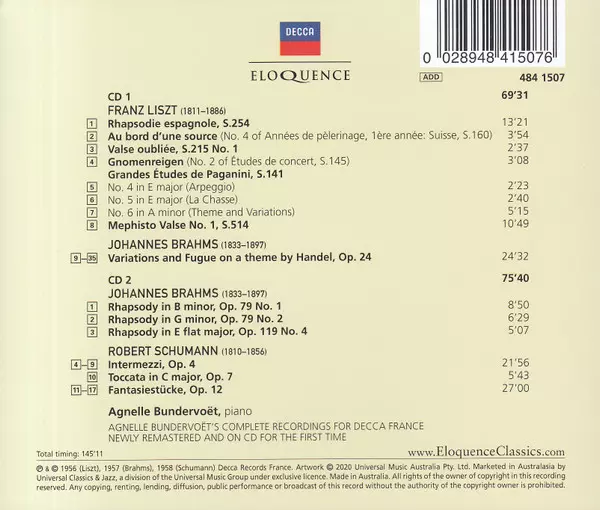 DECCA
ELOQUENCE
0 028948 415076
ADD 484 1507
CD 1 69’31
FRANZ LISZT (1811–1886)
1 Rhapsodie espagnole, S.254 13’21
2 Au bord d’une source (No. 4 of Années de pèlerinage, 1ère année: Suisse, S.160) 3’54
3 Valse oubliée, S.215 No. 1 2’37
4 Gnomenreigen (No. 2 of Études de concert, S.145) 3’08
Grandes Études de Paganini, S.141
5 No. 4 in E major (Arpeggio) 2’23
6 No. 5 in E major (La Chasse) 2’40
7 No. 6 in A minor (Theme and Variations) 5’15
8 Mephisto Valse No. 1, S.514 10’49
JOHANNES BRAHMS (1833–1897)
9–35 Variations and Fugue on a theme by Handel, Op. 24 24’32
CD 2 75’40
JOHANNES BRAHMS (1833–1897)
1 Rhapsody in B minor, Op. 79 No. 1 8’50
2 Rhapsody in G minor, Op. 79 No. 2 6’29
3 Rhapsody in E flat major, Op. 119 No. 4 5’07
ROBERT SCHUMANN (1810–1856)
4–9 Intermezzi, Op. 4 21’56
10 Toccata in C major, Op. 7 5’43
11–17 Fantasiestücke, Op. 12 27’00
Agnelle Bundervoët, piano
AGNELLE BUNDERVOËT’S COMPLETE RECORDINGS FOR DECCA FRANCE
NEWLY REMASTERED AND ON CD FOR THE FIRST TIME
Total timing: 145’11
www.EloquenceClassics.com
℗ & © 1956 (Liszt), 1957 (Brahms), 1958 (Schumann) Decca Records France. Artwork © 2020 Universal Music Australia Pty. Ltd. Marketed in Australasia by
Universal Classics & Jazz, a division of the Universal Music Group under exclusive licence. Made in Australia. All rights of the owner of copyright in this recording
reserved. Any copying, renting, lending, diffusion, public performance or broadcast of this record without the authority of the copyright owner is prohibited.